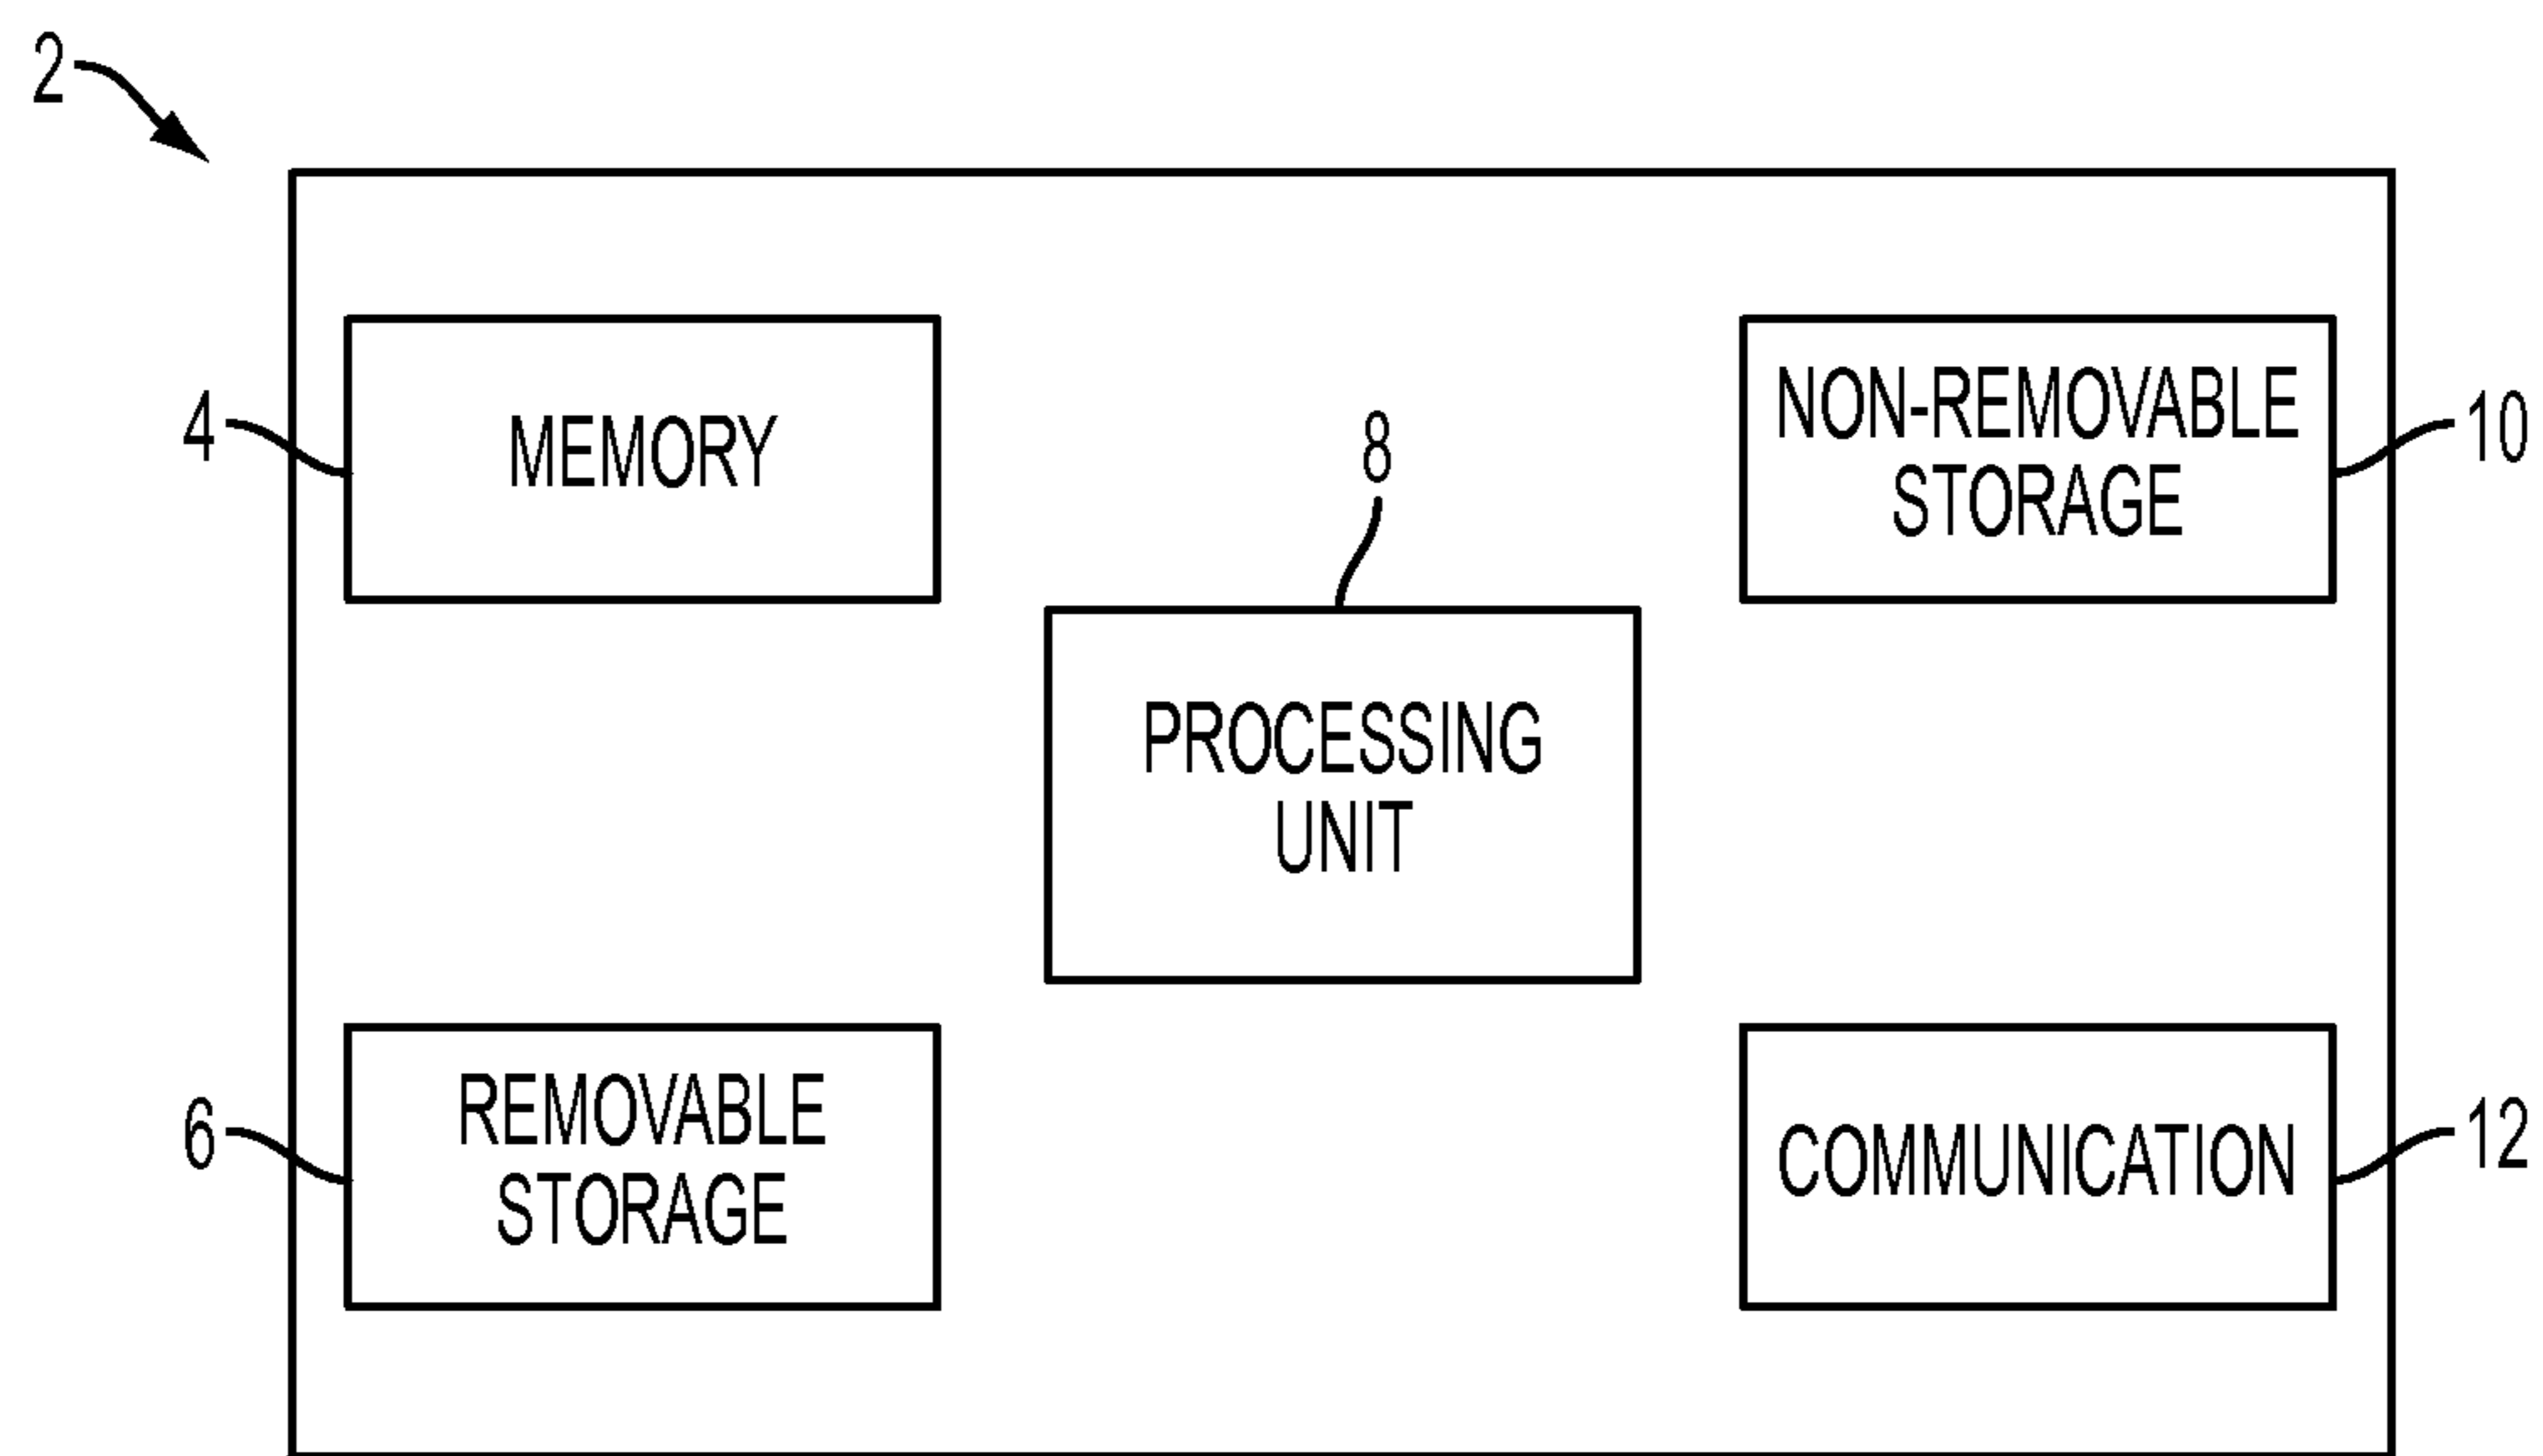 2
4
MEMORY
NON-REMOVABLE
STORAGE
10
8
PROCESSING
UNIT
6
REMOVABLE
STORAGE
COMMUNICATION
12